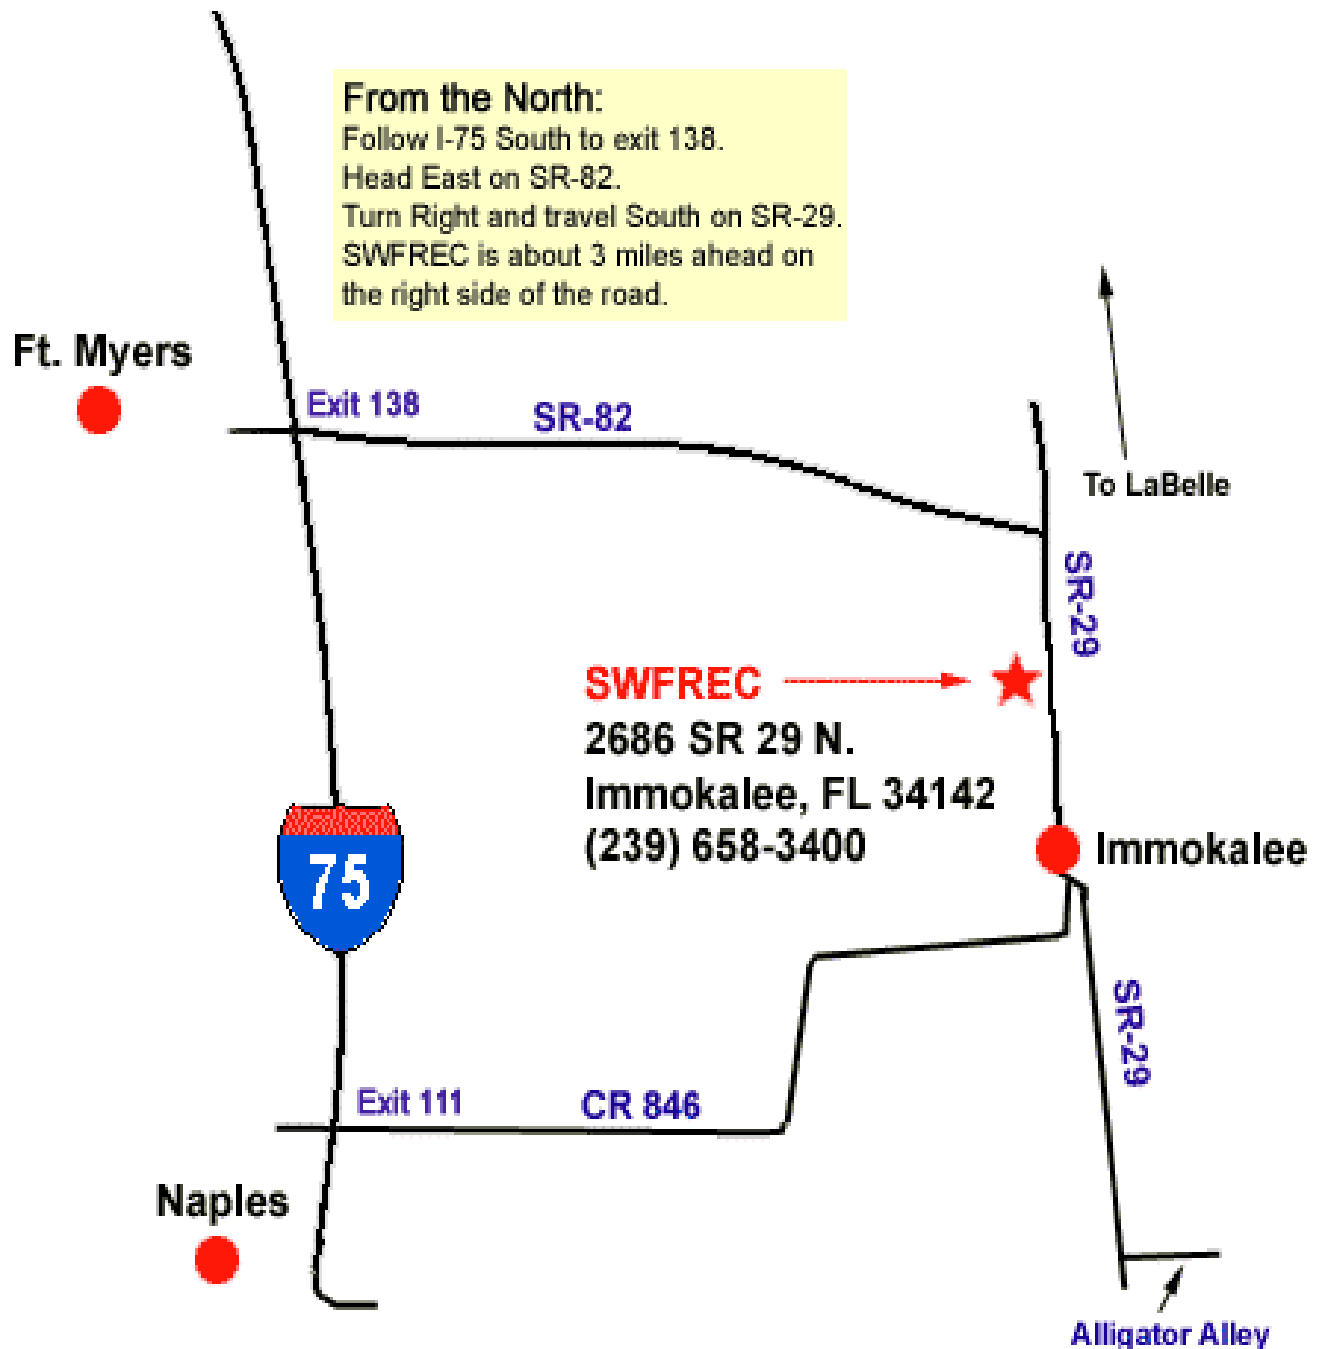 From the North:
Follow I-75 South to exit 138.
Head East on SR-82.
Turn Right and travel South on SR-29.
SWFREC is about 3 miles ahead on
the right side of the road.
Ft. Myers
Exit 138
SR-82
To LaBelle
SR-29
SWFREC
2686 SR 29 N.
Immokalee, FL 34142
(239) 658-3400
Immokalee
75
SR-29
Exit 111
CR 846
Naples
Alligator Alley